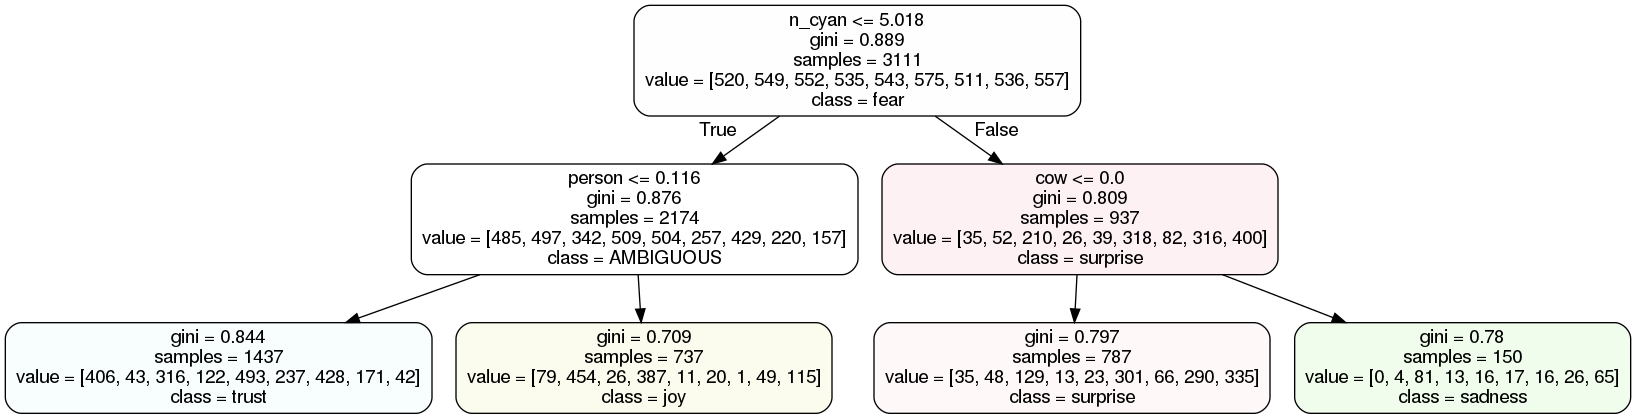 n_cyan <= 5.018
gini = 0.889
samples = 3111
value = [520, 549, 552, 535, 543, 575, 511, 536, 557]
class = fear
True
False
person <= 0.116
gini = 0.876
samples = 2174
value = [485, 497, 342, 509, 504, 257, 429, 220, 157]
class = AMBIGUOUS
cow <= 0.0
gini = 0.809
samples = 937
value = [35, 52, 210, 26, 39, 318, 82, 316, 400]
class = surprise
gini = 0.844
samples = 1437
value = [406, 43, 316, 122, 493, 237, 428, 171, 42]
class = trust
gini = 0.709
samples = 737
value = [79, 454, 26, 387, 11, 20, 1, 49, 115]
class = joy
gini = 0.797
samples = 787
value = [35, 48, 129, 13, 23, 301, 66, 290, 335]
class = surprise
gini = 0.78
samples = 150
value = [0, 4, 81, 13, 16, 17, 16, 26, 65]
class = sadness